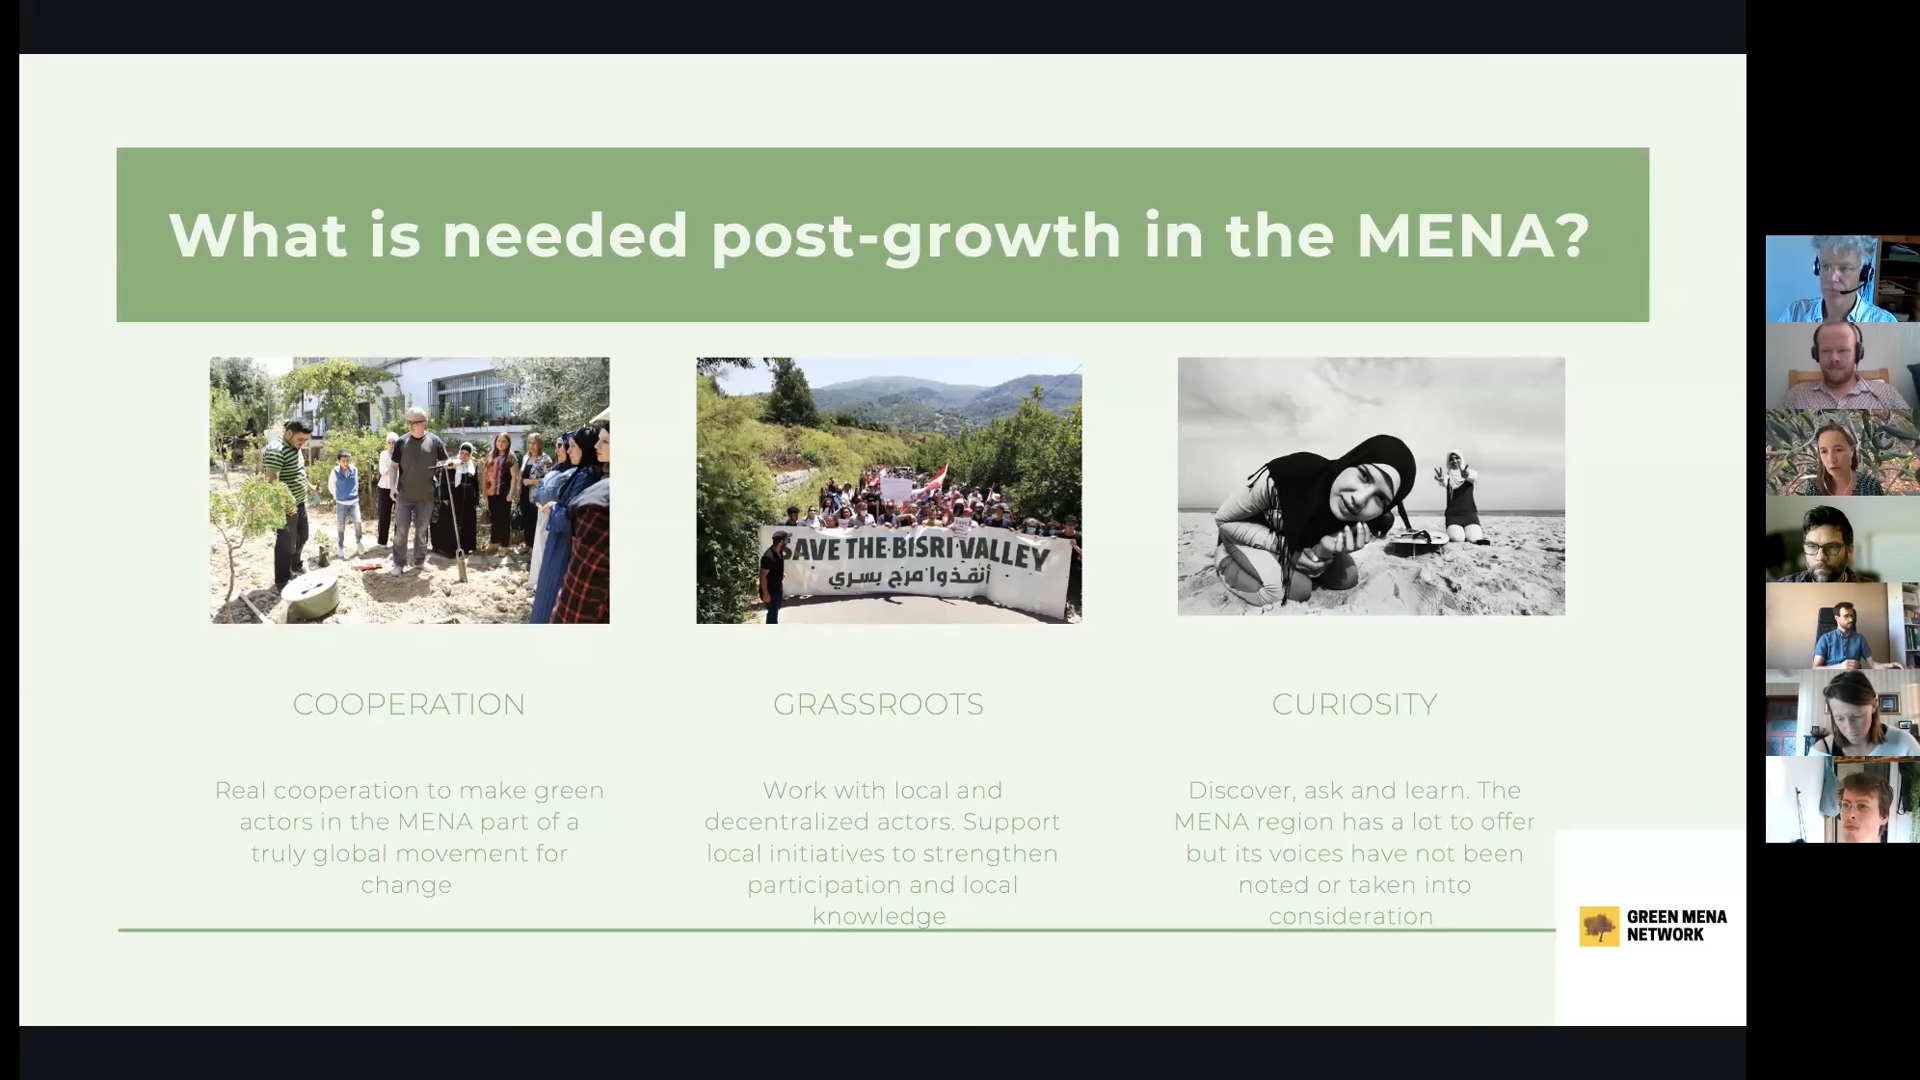 What is needed post-growth in the MENA?
SAVE THE BISRI VALLEY
أنقذوا مرج بسري
COOPERATION
Real cooperation to make green
actors in the MENA part of a
truly global movement for
change
GRASSROOTS
Work with local and
decentralized actors. Support
local initiatives to strengthen
participation and local
knowledge
CURIOSITY
Discover, ask and learn. The
MENA region has a lot to offer
but its voices have not been
noted or taken into
consideration
GREEN MENA
NETWORK